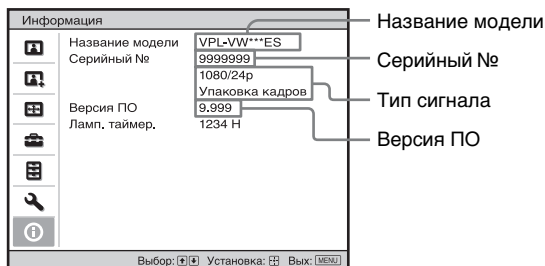 Информация
Название модели VPL-VW***ES
Серийный № 9999999
1080/24p
Упаковка кадров
Версия ПО 9.999
Ламп. таймер. 1234 H
Выбор: Установка: Вых: MENU
Название модели
Серийный №
Тип сигнала
Версия ПО